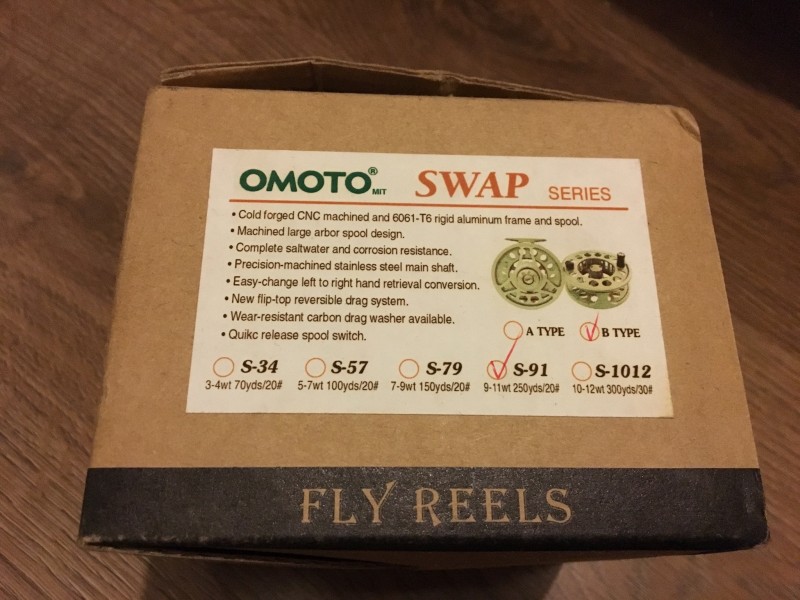 OMOTO® MIT SWAP SERIES
• Cold forged CNC machined and 6061-T6 rigid aluminum frame and spool.
• Machined large arbor spool design.
• Complete saltwater and corrosion resistance.
• Precision-machined stainless steel main shaft.
• Easy-change left to right hand retrieval conversion.
• New flip-top reversible drag system.
• Wear-resistant carbon drag washer available.
• Quikc release spool switch.
A TYPE B TYPE
S-34 S-57 S-79 S-91 S-1012
3-4wt 70yds/20# 5-7wt 100yds/20# 7-9wt 150yds/20# 9-11wt 250yds/20# 10-12wt 300yds/30#
FLY REELS